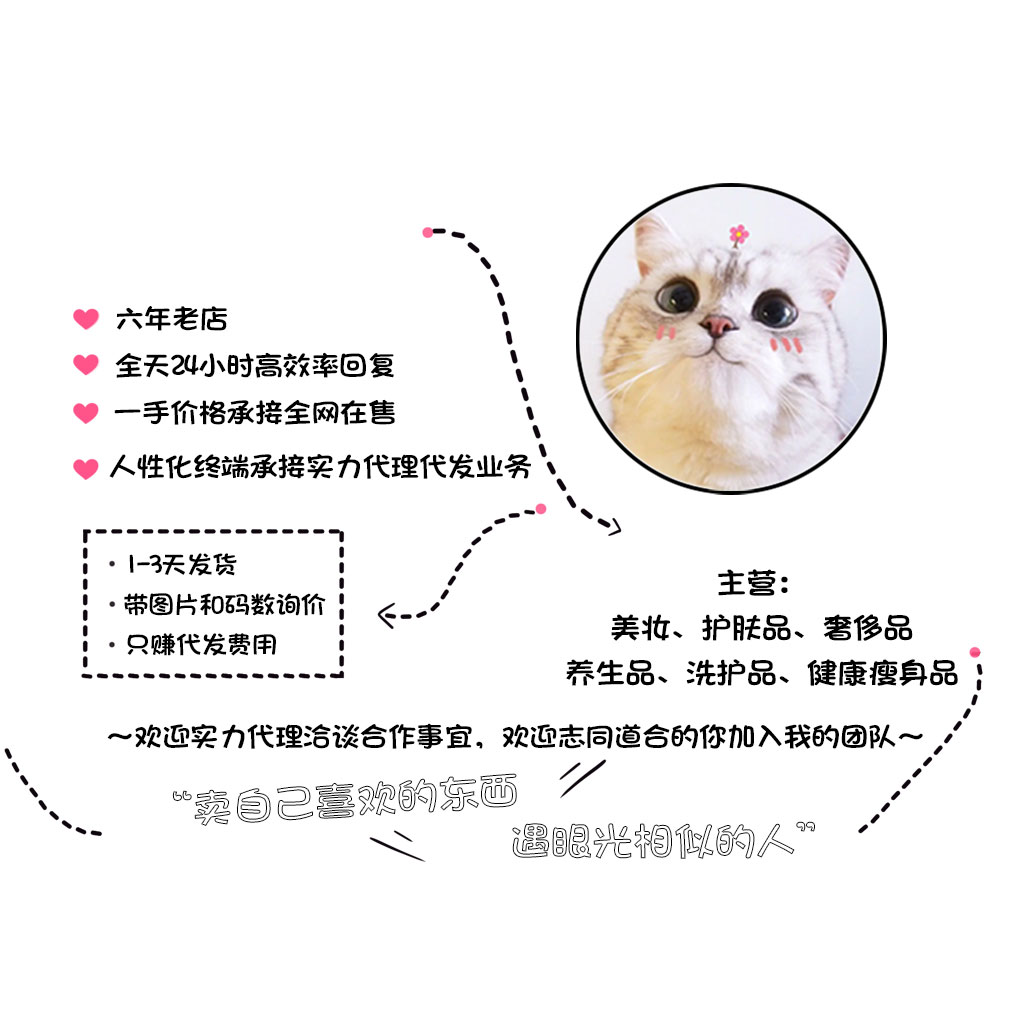 六年老店
全天24小时高效率回复
一手价格承接全网在售
人性化终端承接实力代理代发业务
·1-3天发货
·带图片和码数询价
·只赚代发费用
主营：
美妆、护肤品、奢侈品
养生品、洗护品、健康瘦身品
～欢迎实力代理洽谈合作事宜，欢迎志同道合的你加入我的团队～
“卖自己喜欢的东西
遇眼光相似的人”